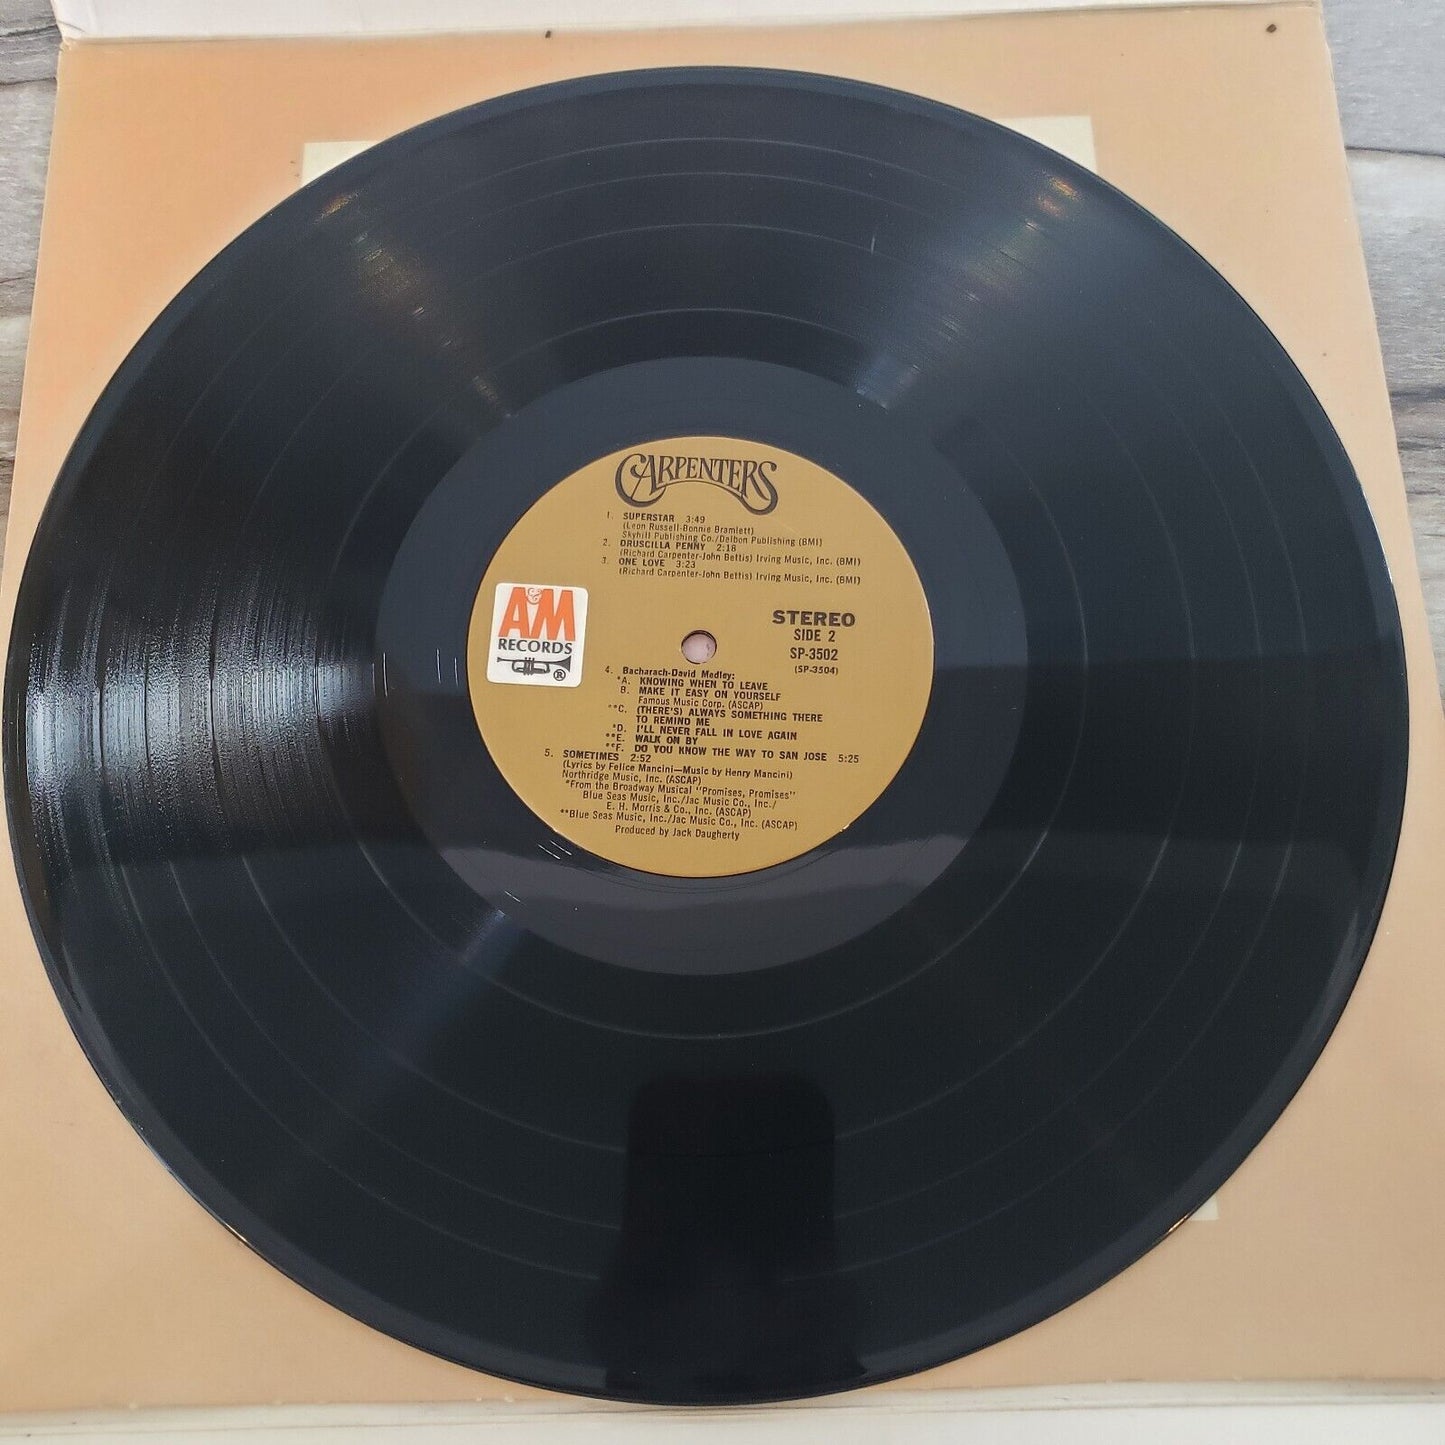 CARPENTERS
1. SUPERSTAR 3:49
(Leon Russell-Bonnie Bramlett)
Skyhill Publishing Co./Delbon Publishing (BMI)
2. DRUSCILLA PENNY 2:18
(Richard Carpenter-John Bettis) Irving Music, Inc. (BMI)
3. ONE LOVE 3:23
(Richard Carpenter-John Bettis) Irving Music, Inc. (BMI)
A&M
RECORDS
®
STEREO
SIDE 2
SP-3502
(SP-3504)
4. Bacharach-David Medley:
*A. KNOWING WHEN TO LEAVE
B. MAKE IT EASY ON YOURSELF
Famous Music Corp. (ASCAP)
**C. (THERE'S) ALWAYS SOMETHING THERE
TO REMIND ME
*D. I'LL NEVER FALL IN LOVE AGAIN
**E. WALK ON BY
**F. DO YOU KNOW THE WAY TO SAN JOSE 5:25
5. SOMETIMES 2:52
(Lyrics by Felice Mancini—Music by Henry Mancini)
Northridge Music, Inc. (ASCAP)
*From the Broadway Musical "Promises, Promises"
Blue Seas Music, Inc./Jac Music Co., Inc./
E. H. Morris & Co., Inc. (ASCAP)
**Blue Seas Music, Inc./Jac Music Co., Inc. (ASCAP)
Produced by Jack Daugherty